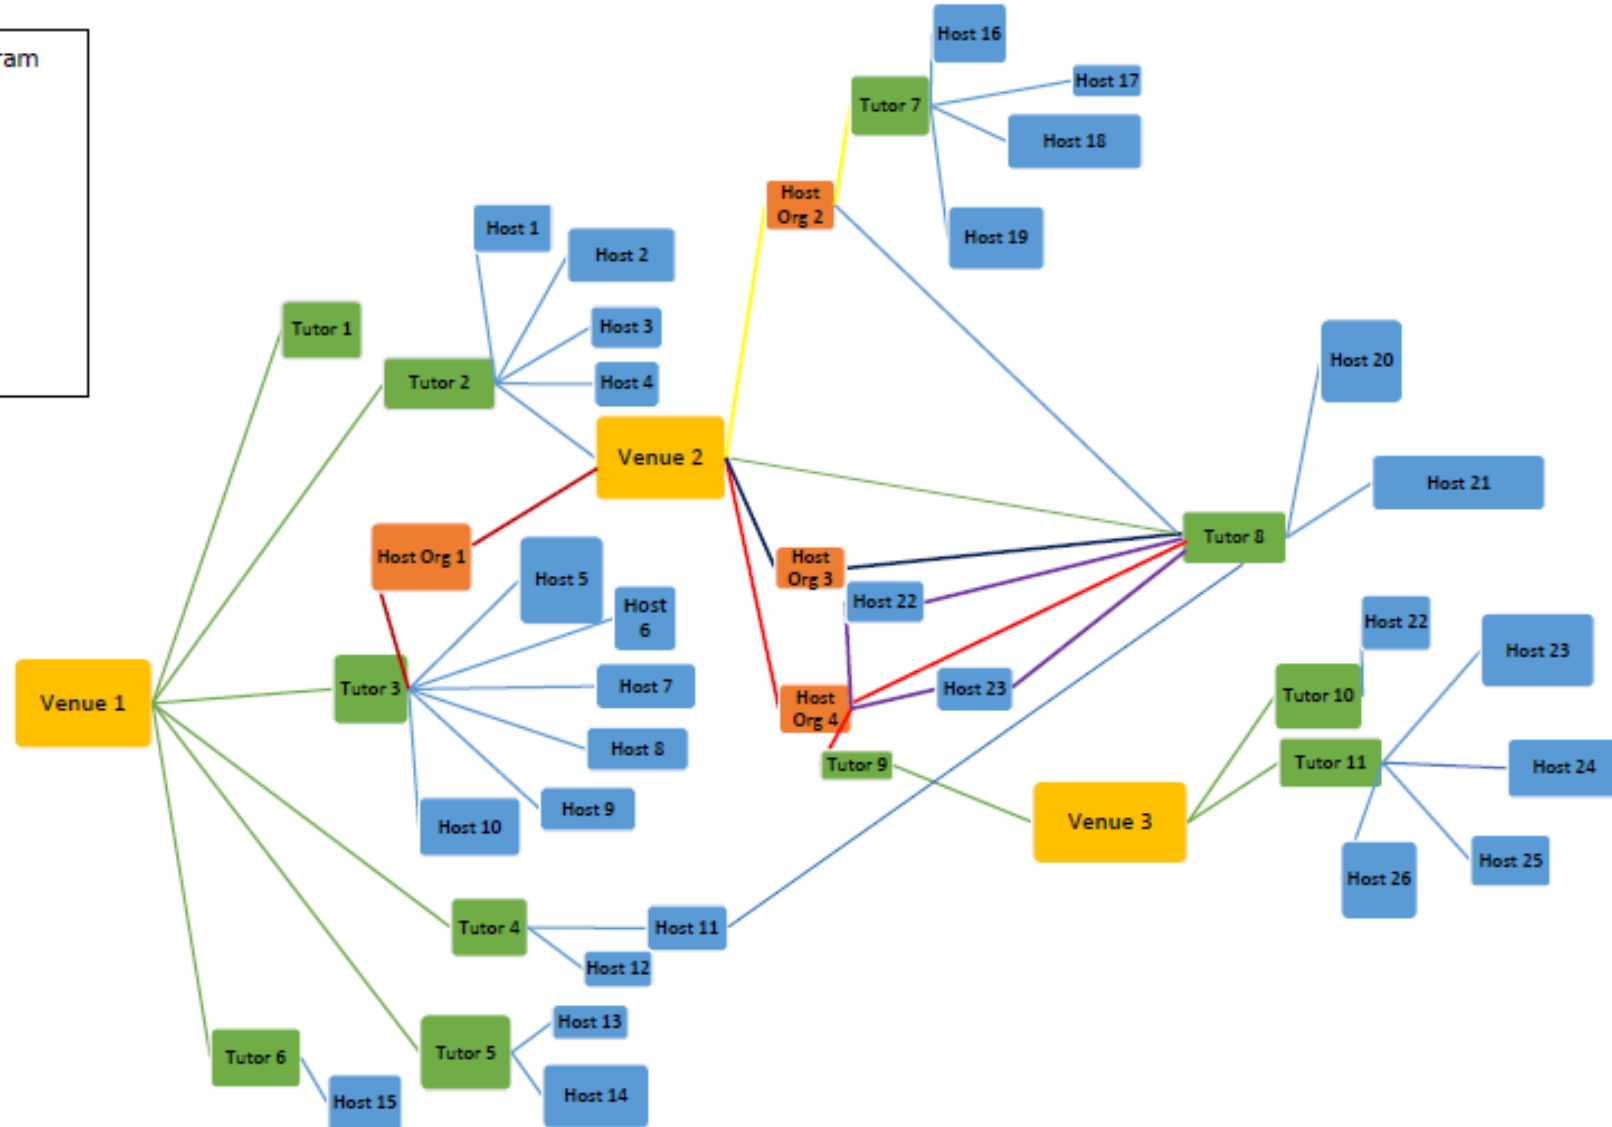 ram
Host 16
Host 17
Tutor 7
Host 18
Host
Org 2
Host 19
Host 1
Host 2
Host 3
Tutor 1
Tutor 2
Host 4
Venue 2
Host 20
Host 21
Tutor 8
Host Org 1
Host 5
Host
Org 3
Host 22
Host
6
Host 22
Host 23
Tutor 3
Host 7
Host 23
Tutor 10
Venue 1
Host
Org 4
Host 8
Tutor 9
Tutor 11
Host 24
Host 9
Host 10
Venue 3
Host 25
Host 26
Tutor 4
Host 11
Host 12
Host 13
Tutor 5
Tutor 6
Host 14
Host 15